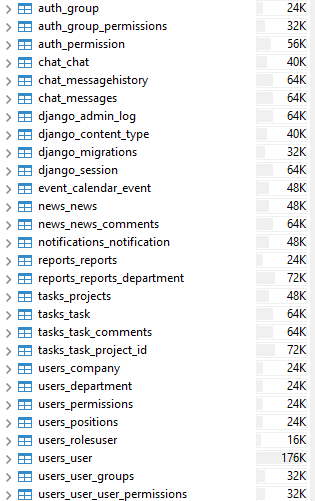 auth_group 24K
auth_group_permissions 32K
auth_permission 56K
chat_chat 40K
chat_messagehistory 64K
chat_messages 64K
django_admin_log 64K
django_content_type 40K
django_migrations 32K
django_session 64K
event_calendar_event 48K
news_news 48K
news_news_comments 64K
notifications_notification 48K
reports_reports 24K
reports_reports_department 72K
tasks_projects 48K
tasks_task 64K
tasks_task_comments 64K
tasks_task_project_id 72K
users_company 24K
users_department 24K
users_permissions 24K
users_positions 24K
users_rolesuser 16K
users_user 176K
users_user_groups 32K
users_user_user_permissions 32K